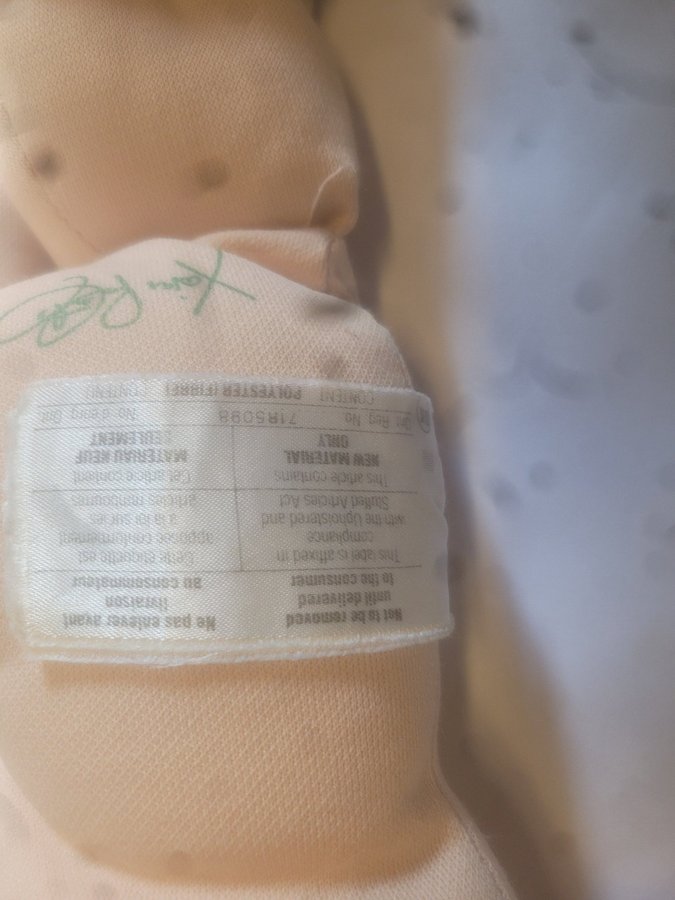 Not to be removed
until delivered
to the consumer
Ne pas enlever avant
livraison
au consommateur
This label is affixed in
compliance
with the Upholstered and
Stuffed Articles Act
Cette étiquette est
apposée conformément
à la loi sur les
articles rembourrés
This article contains
NEW MATERIAL
ONLY
Cet article contient
MATÉRIAU NEUF
SEULEMENT
Ont. Reg. No. 71R5098 No d'enrg. Ont.
CONTENT POLYESTER (FIBRE) CONTENU